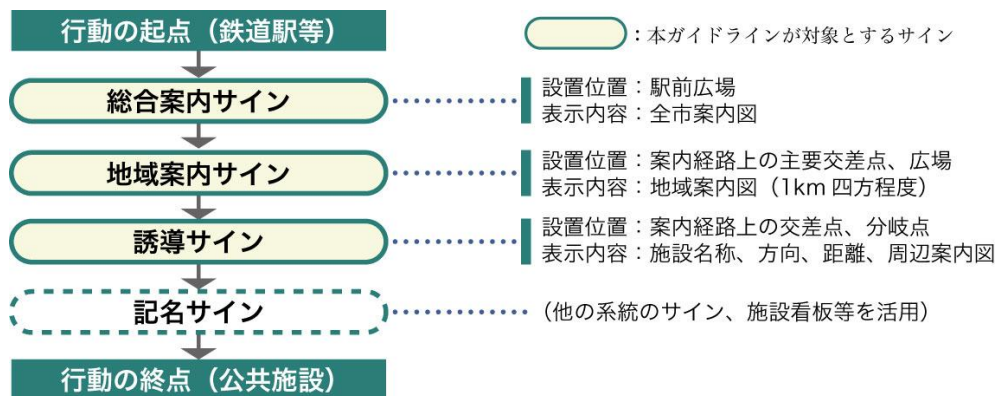 行動の起点（鉄道駅等）
：本ガイドラインが対象とするサイン
総合案内サイン
設置位置：駅前広場
表示内容：全市案内図
地域案内サイン
設置位置：案内経路上の主要交差点、広場
表示内容：地域案内図（1km 四方程度）
誘導サイン
設置位置：案内経路上の交差点、分岐点
表示内容：施設名称、方向、距離、周辺案内図
記名サイン
（他の系統のサイン、施設看板等を活用）
行動の終点（公共施設）